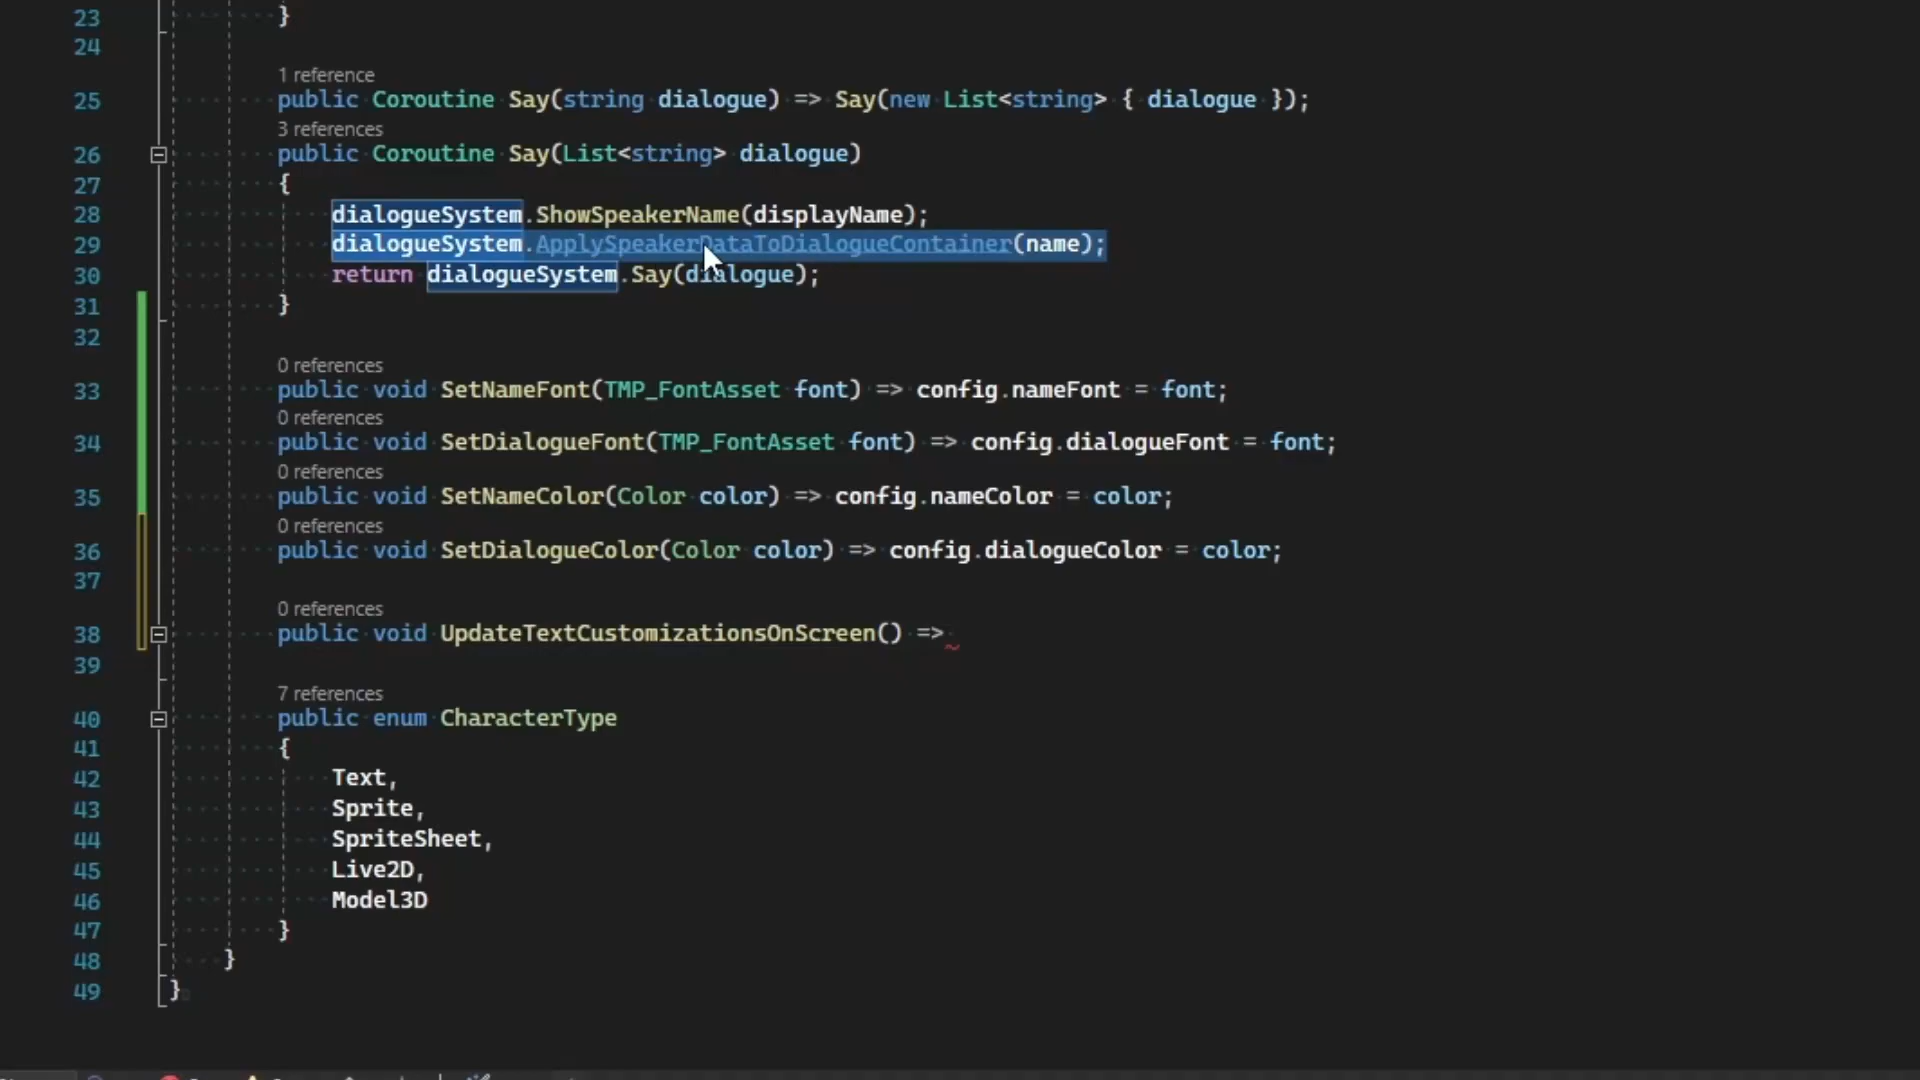 23 }
24
1 reference
25 public Coroutine Say(string dialogue) => Say(new List<string> { dialogue });
3 references
26 public Coroutine Say(List<string> dialogue)
27 {
28 dialogueSystem.ShowSpeakerName(displayName);
29 dialogueSystem.ApplySpeakerDataToDialogueContainer(name);
30 return dialogueSystem.Say(dialogue);
31 }
32
0 references
33 public void SetNameFont(TMP_FontAsset font) => config.nameFont = font;
0 references
34 public void SetDialogueFont(TMP_FontAsset font) => config.dialogueFont = font;
0 references
35 public void SetNameColor(Color color) => config.nameColor = color;
0 references
36 public void SetDialogueColor(Color color) => config.dialogueColor = color;
37
0 references
38 public void UpdateTextCustomizationsOnScreen() =>
39
7 references
40 public enum CharacterType
41 {
42 Text,
43 Sprite,
44 SpriteSheet,
45 Live2D,
46 Model3D
47 }
48 }
49 }